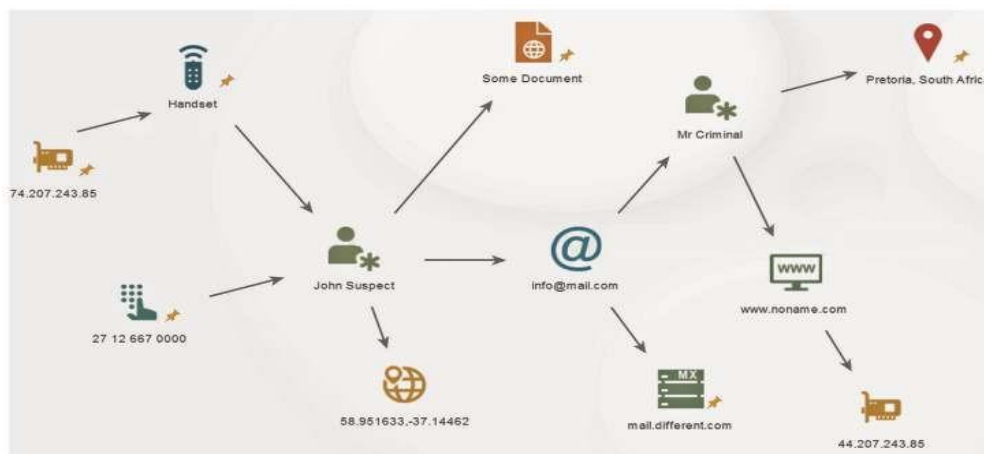 Handset
Some Document
Mr Criminal
Pretoria, South Afric
74.207.243.85
John Suspect
info@mail.com
www
www.noname.com
27 12 667 0000
58.951633,-37.14462
MX
mail.different.com
44.207.243.85